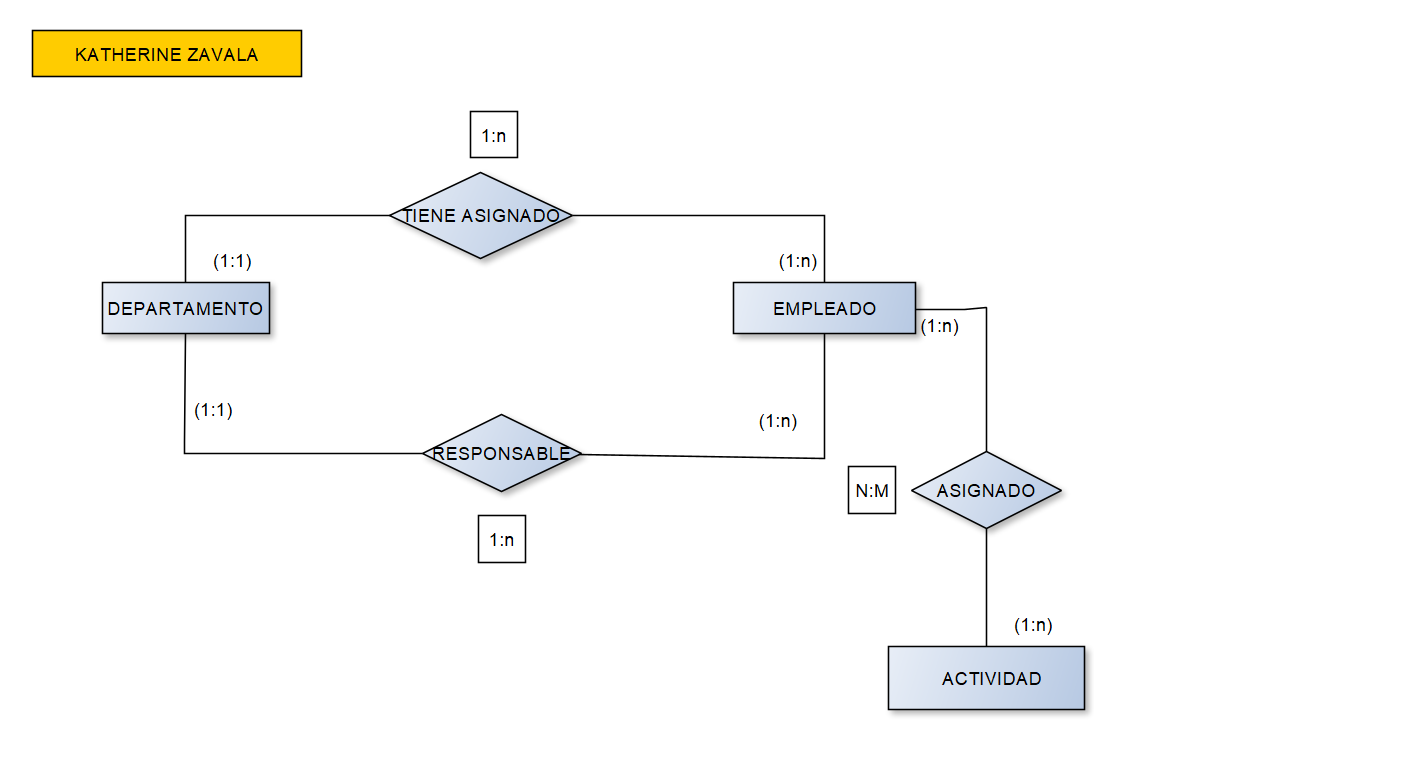 KATHERINE ZAVALA
1:n
TIENE ASIGNADO
(1:1)
(1:n)
DEPARTAMENTO
EMPLEADO
(1:n)
(1:1)
(1:n)
RESPONSABLE
N:M
ASIGNADO
1:n
(1:n)
ACTIVIDAD